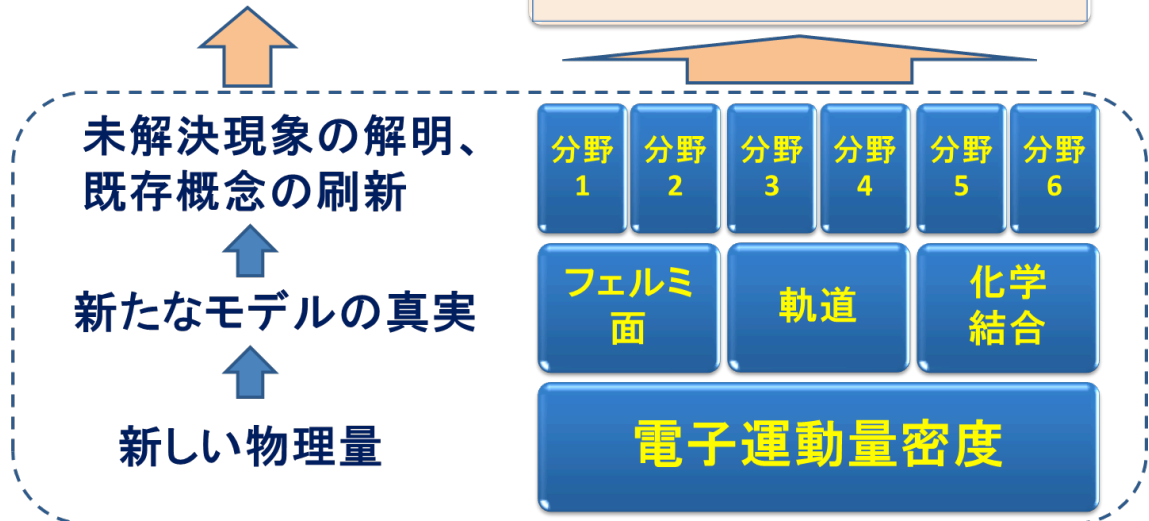 未解決現象の解明、
既存概念の刷新
新たなモデルの真実
新しい物理量
分野
1
分野
2
分野
3
分野
4
分野
5
分野
6
フェルミ
面
軌道
化学
結合
電子運動量密度